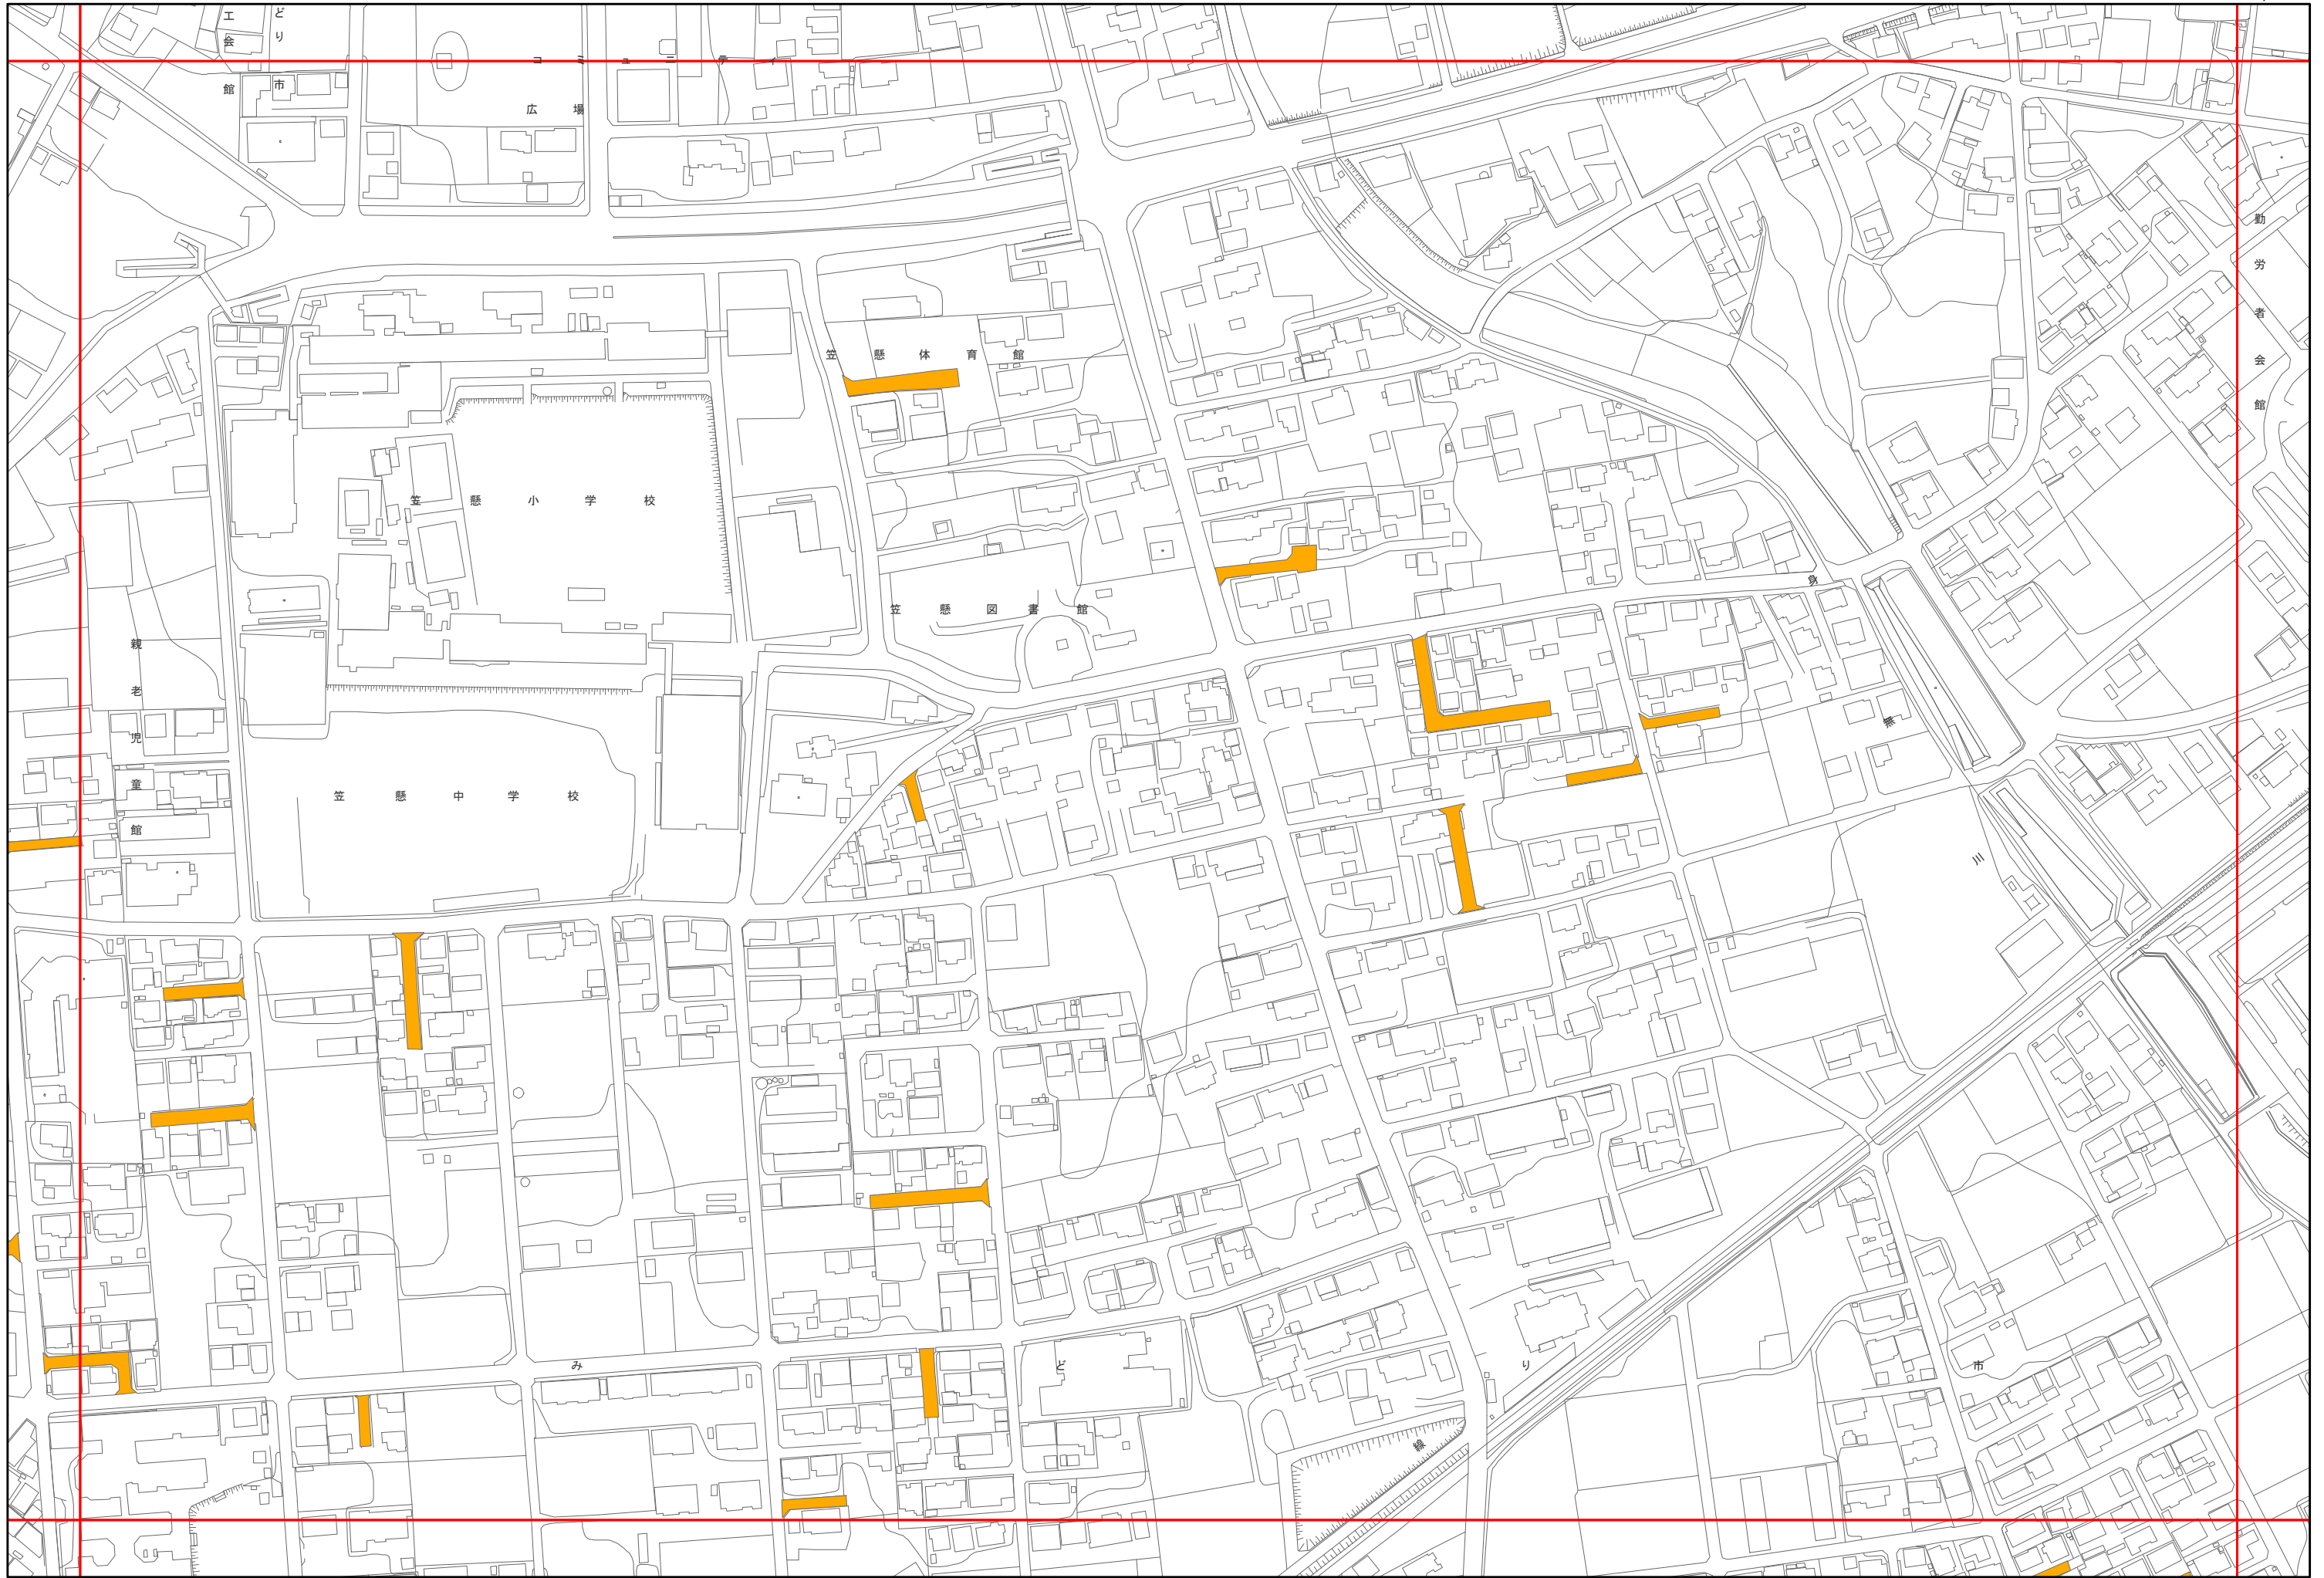 工会館
どり市
コミュニティ
広場
勤労者会館
笠懸体育館
笠懸小学校
笠懸図書館
親老児童館
笠懸中学校
無
川
みどり市
線